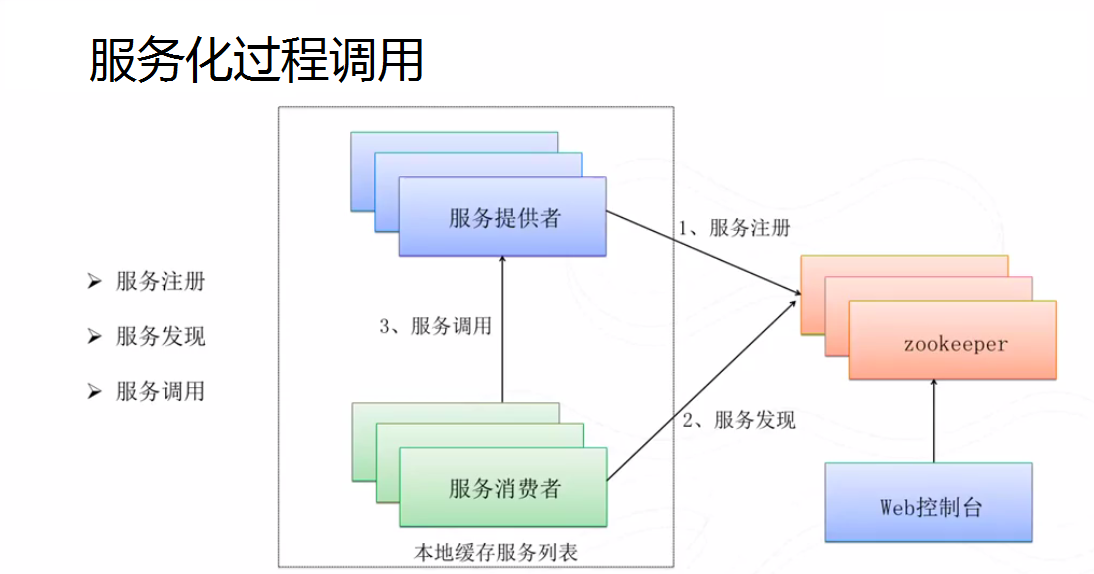 服务化过程调用
服务提供者
1、服务注册
服务注册
服务发现
服务调用
3、服务调用
zookeeper
2、服务发现
服务消费者
Web控制台
本地缓存服务列表